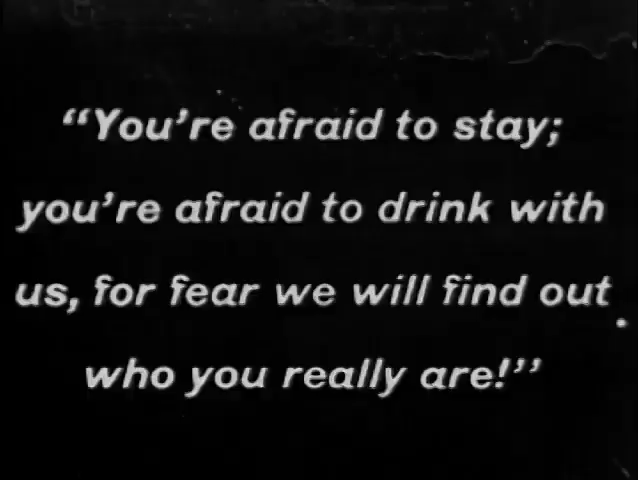 “You’re afraid to stay;
you’re afraid to drink with
us, for fear we will find out
who you really are!’’